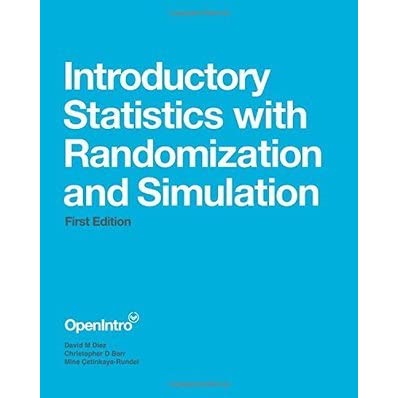 Introductory
Statistics with
Randomization
and Simulation
First Edition
OpenIntro
David M Diez
Christopher D Barr
Mine Çetinkaya-Rundel